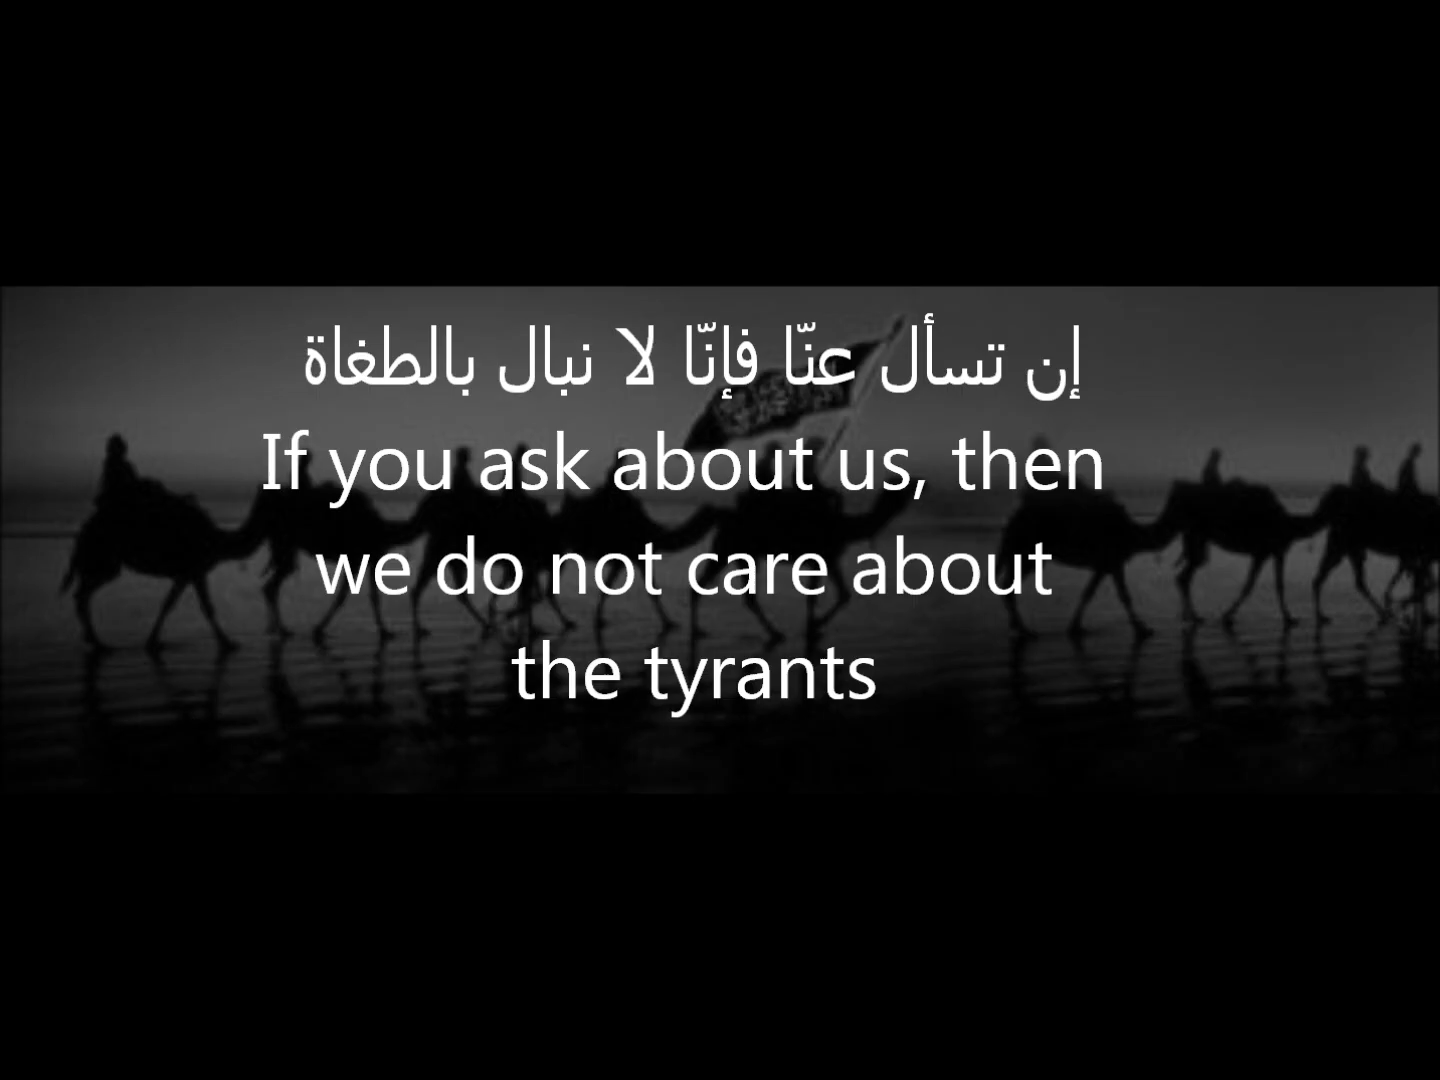 إن تسأل عنّا فإنّا لا نبال بالطغاة
If you ask about us, then
we do not care about
the tyrants